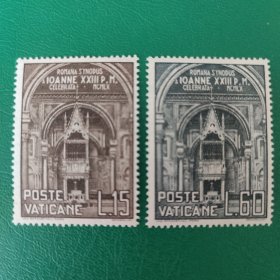 ROMANA SYNODUS
A IOANNE XXIII P.M.
CELEBRATA · MCMLX
POSTE
VATICANE
L.15
ROMANA SYNODUS
A IOANNE XXIII P.M.
CELEBRATA · MCMLX
POSTE
VATICANE
L.60